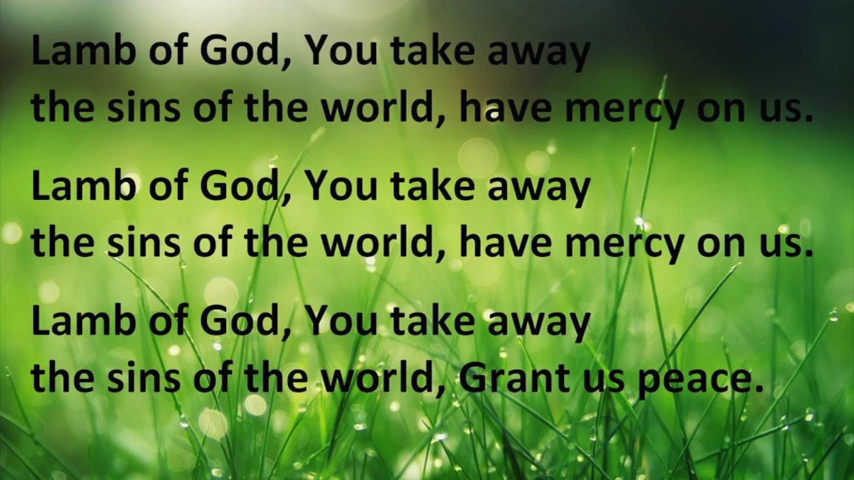 Lamb of God, You take away
the sins of the world, have mercy on us.
Lamb of God, You take away
the sins of the world, have mercy on us.
Lamb of God, You take away
the sins of the world, Grant us peace.